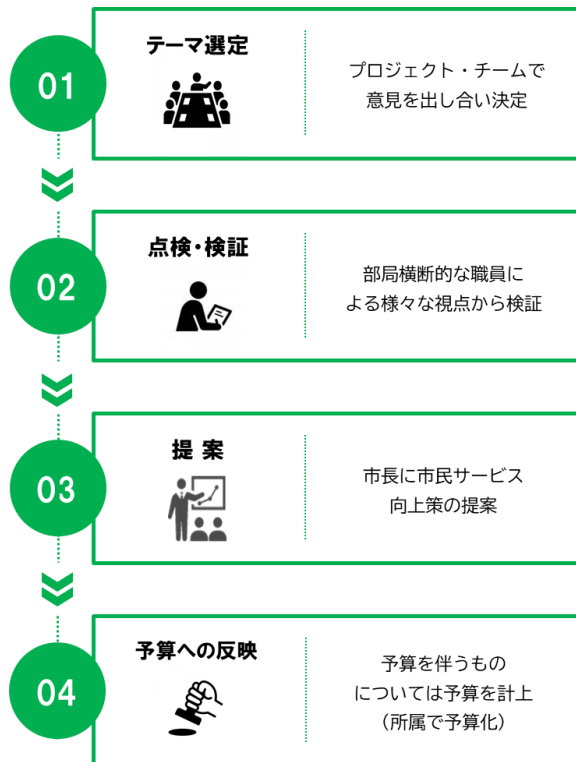 01
テーマ選定
プロジェクト・チームで
意見を出し合い決定
02
点検・検証
部局横断的な職員に
よる様々な視点から検証
03
提 案
市長に市民サービス
向上策の提案
04
予算への反映
予算を伴うもの
については予算を計上
（所属で予算化）